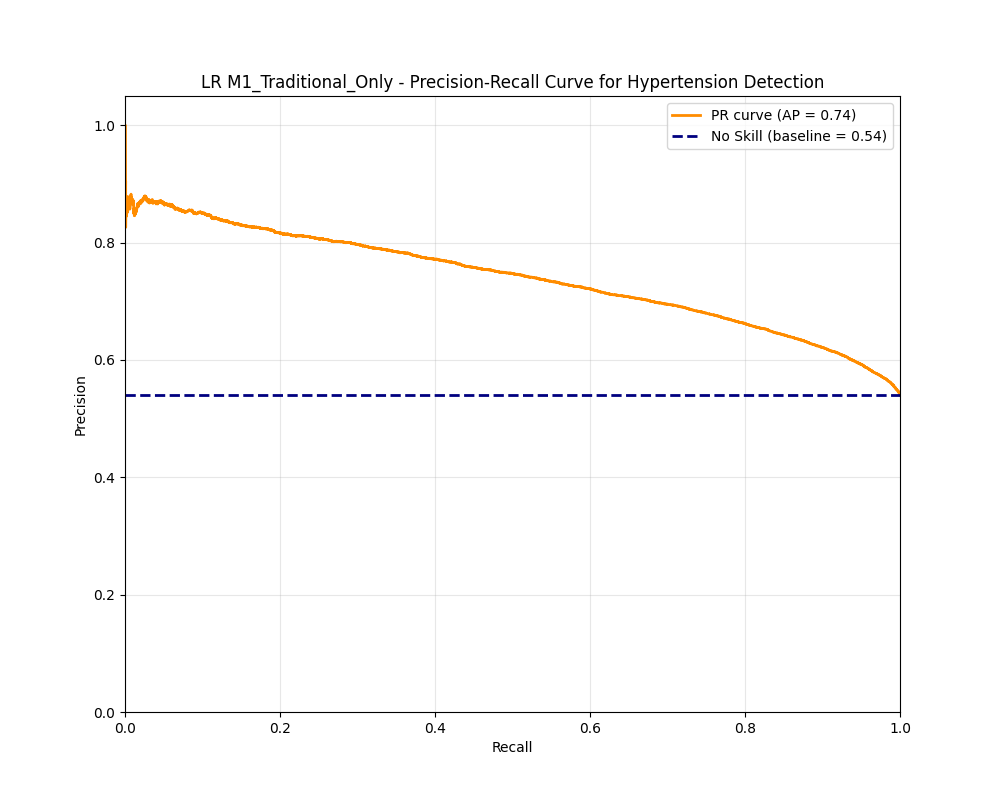 LR M1_Traditional_Only - Precision-Recall Curve for Hypertension Detection
PR curve (AP = 0.74)
No Skill (baseline = 0.54)
1.0
0.8
0.6
0.4
0.2
0.0
Precision
0.0 0.2 0.4 0.6 0.8 1.0
Recall